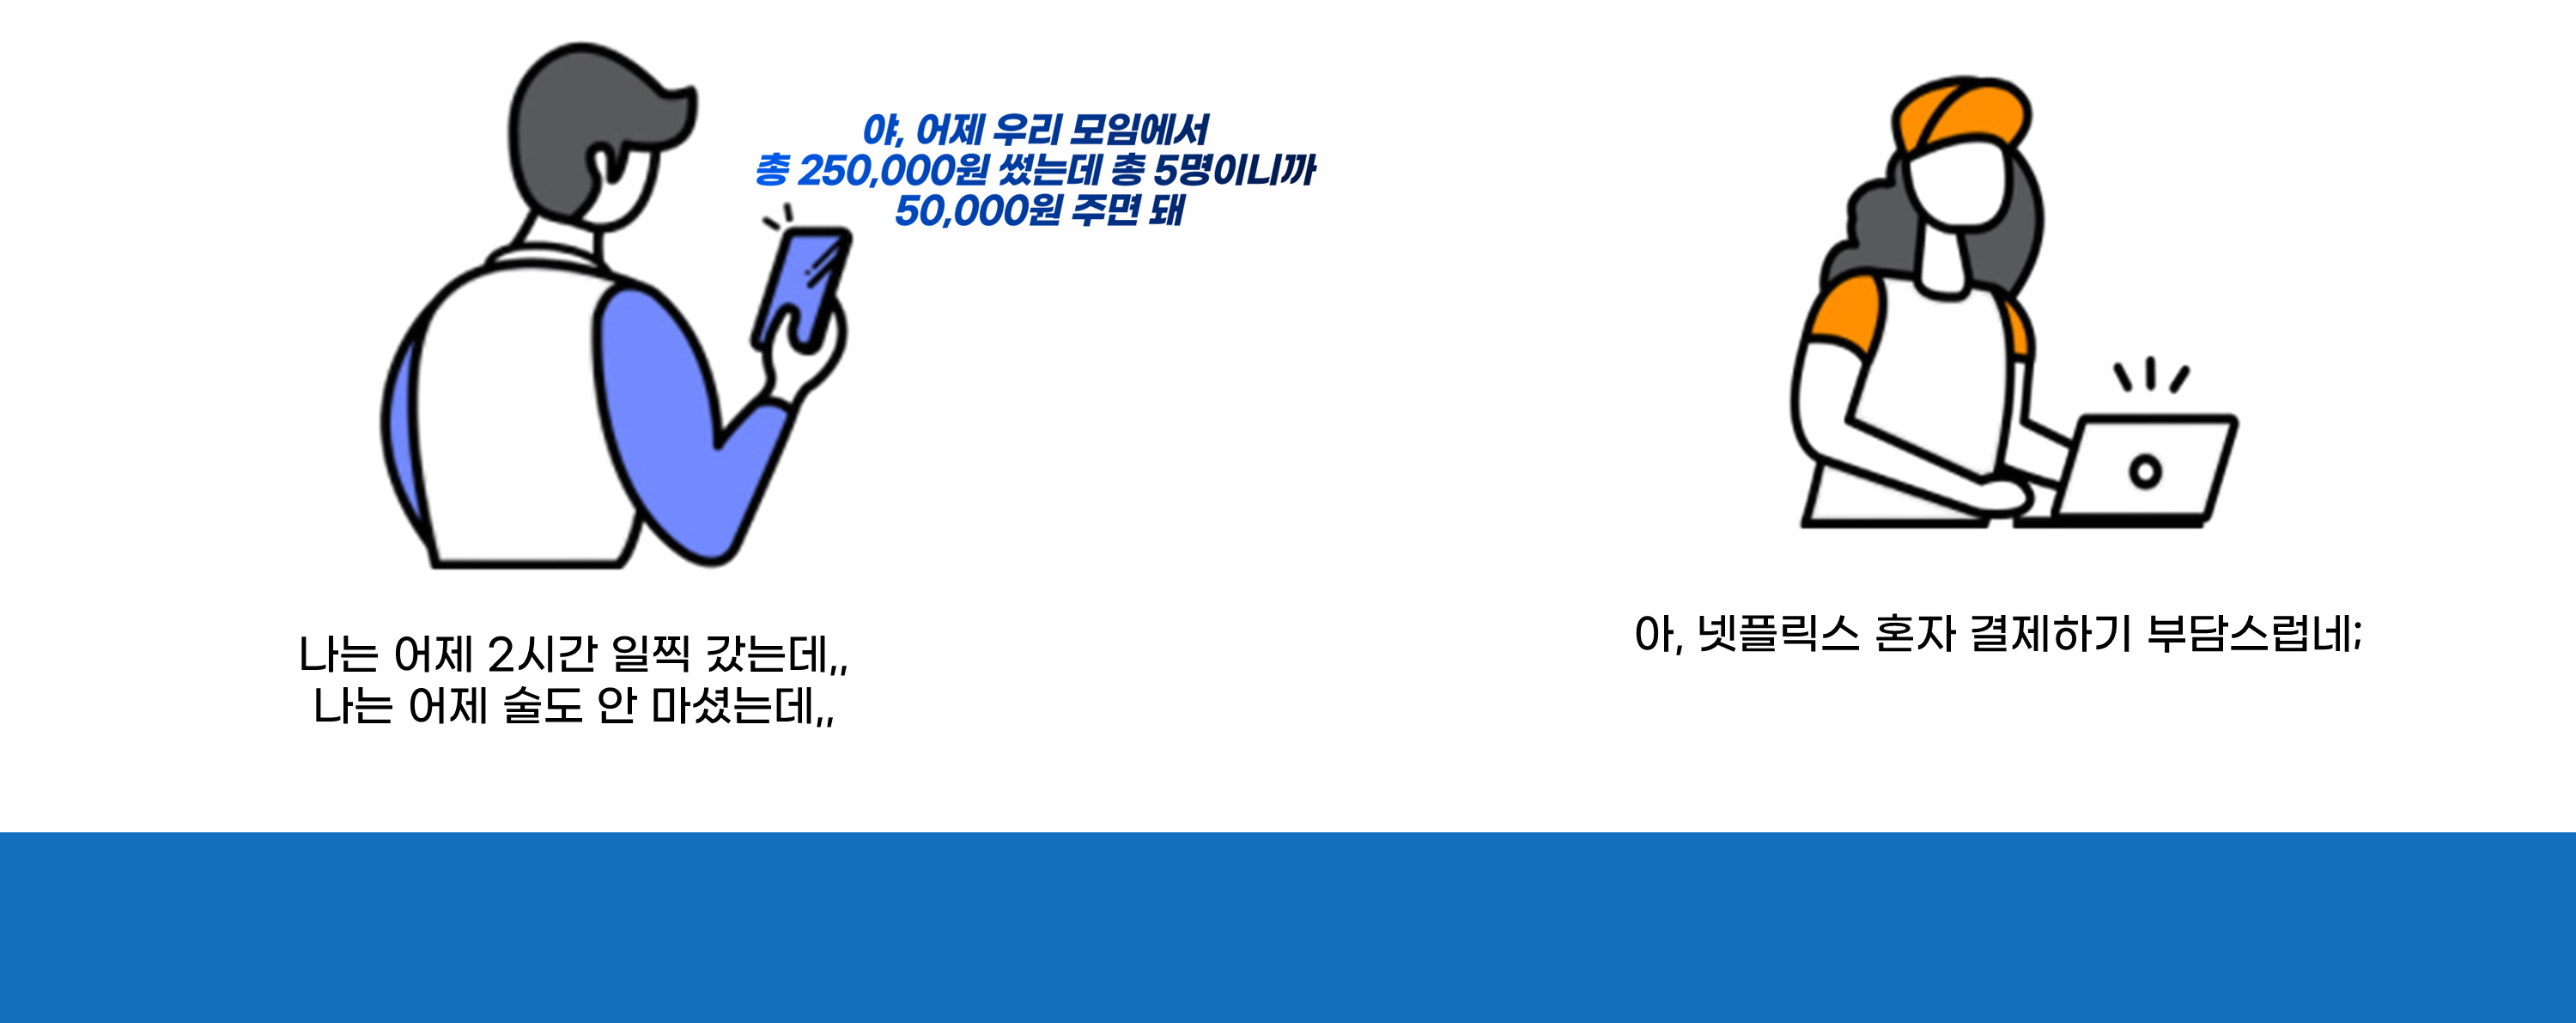 야, 어제 우리 모임에서
총 250,000원 썼는데 총 5명이니까
50,000원 주면 돼
나는 어제 2시간 일찍 갔는데,,
나는 어제 술도 안 마셨는데,,
아, 넷플릭스 혼자 결제하기 부담스럽네;